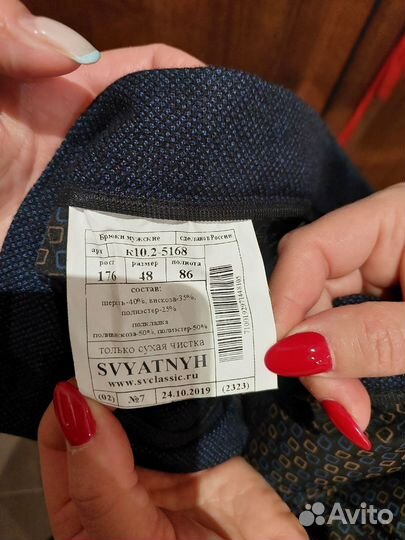 Брюки мужские Сделано в России
арт. к10.2-5168
рост размер полнота
176 48 86
состав:
шерсть-40%, вискоза-35%,
полиэстер-25%
подкладка
поливискоза-50%, полиэстер-50%
только сухая чистка
SVYATNYH
www.svclassic.ru
(02) №7 24.10.2019 (2323)
Avito